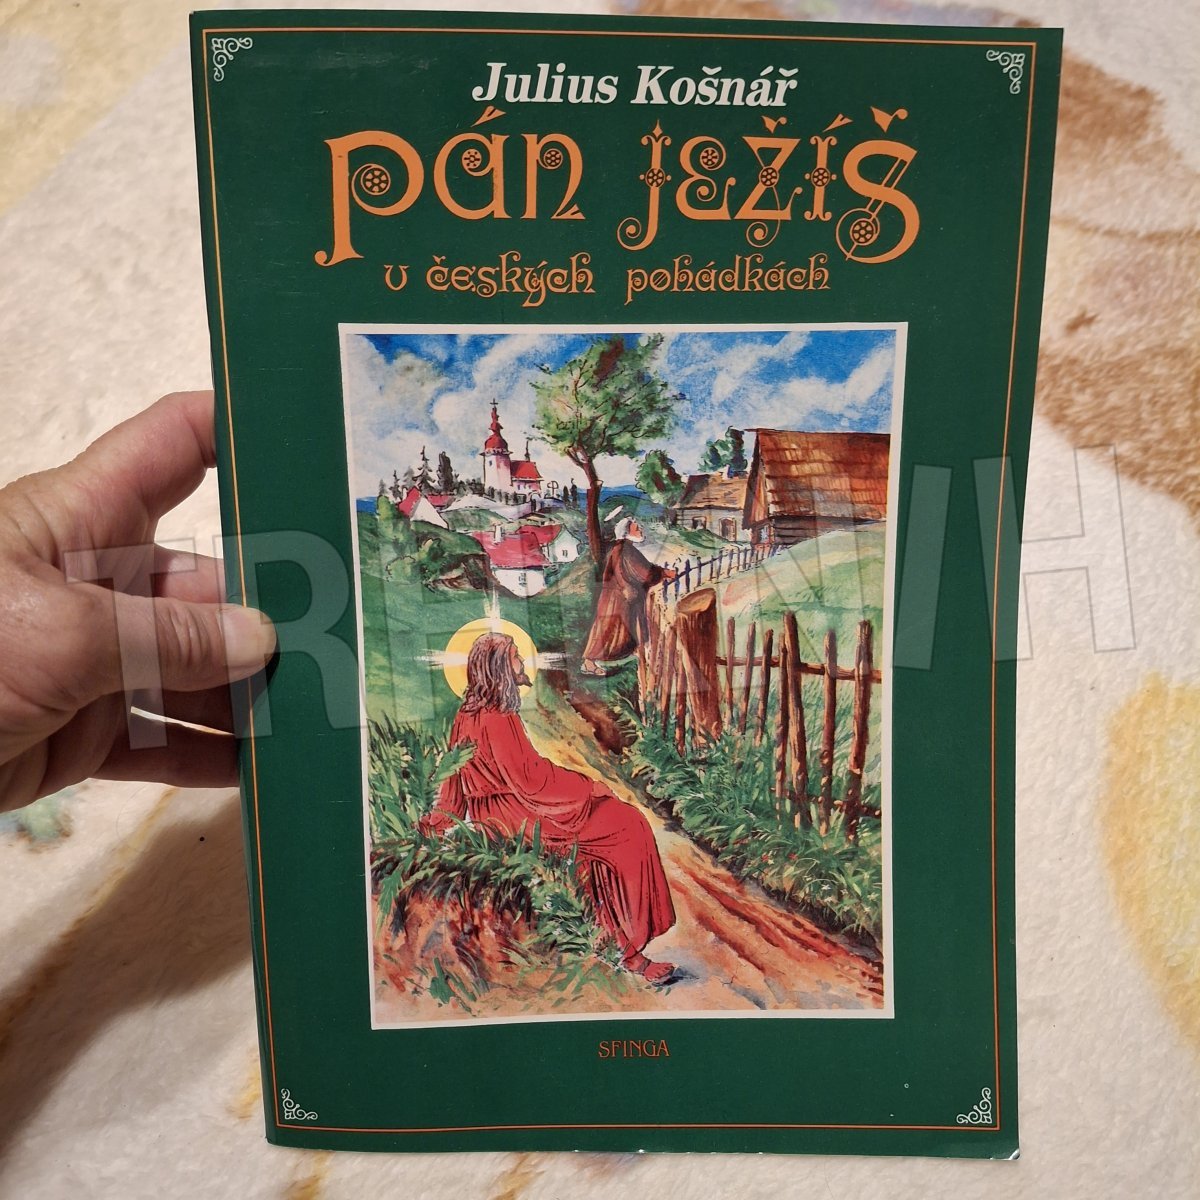 Julius Košnář
pán ježíš
v českých pohádkách
SFINGA